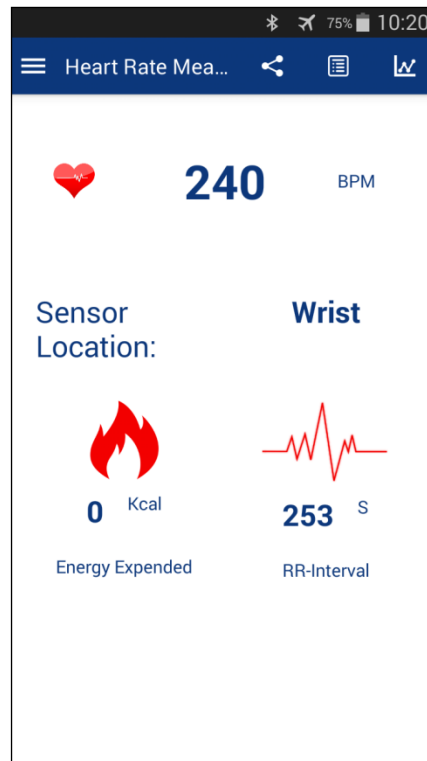 75% 10:20
Heart Rate Mea...
240 BPM
Sensor Wrist
Location:
0 Kcal 253 S
Energy Expended RR-Interval